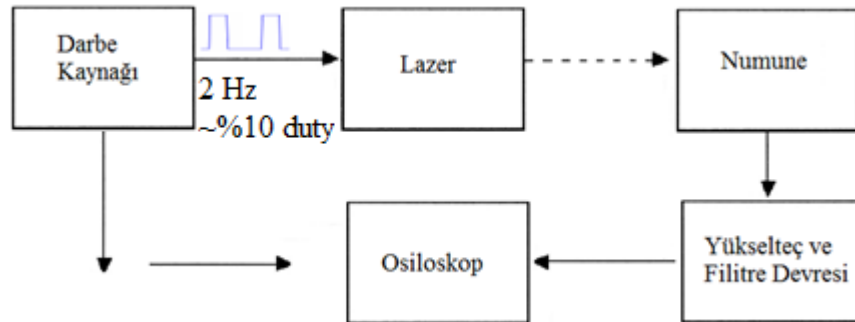 Darbe
Kaynağı
2 Hz
~%10 duty
Lazer
Numune
Osiloskop
Yükselteç ve
Filitre Devresi